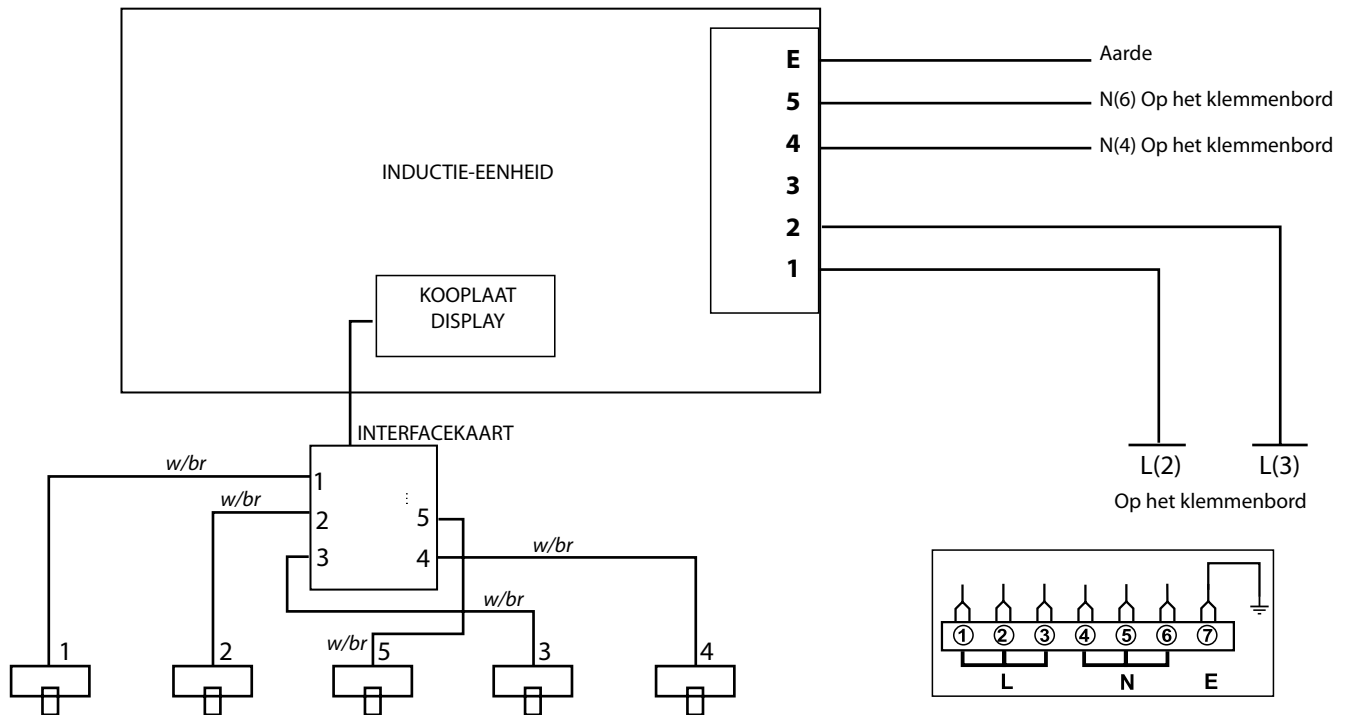 E
Aarde
5
N(6) Op het klemmenbord
4
N(4) Op het klemmenbord
3
2
1
INDUCTIE-EENHEID
KOOPLAAT
DISPLAY
INTERFACEKAART
w/br
1
w/br
2
5
3
4
w/br
w/br
w/br
1
2
5
3
4
L(2)
L(3)
Op het klemmenbord
1 2 3 4 5 6 7
L N E